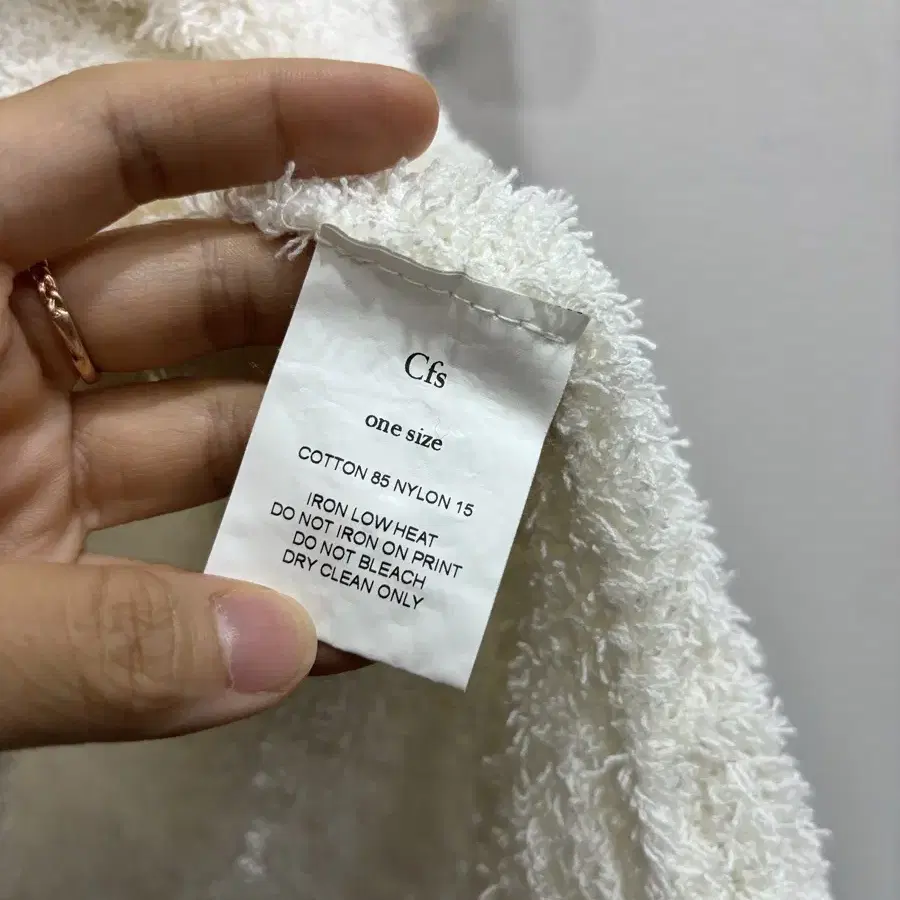 Cfs
one size
COTTON 85 NYLON 15
IRON LOW HEAT
DO NOT IRON ON PRINT
DO NOT BLEACH
DRY CLEAN ONLY